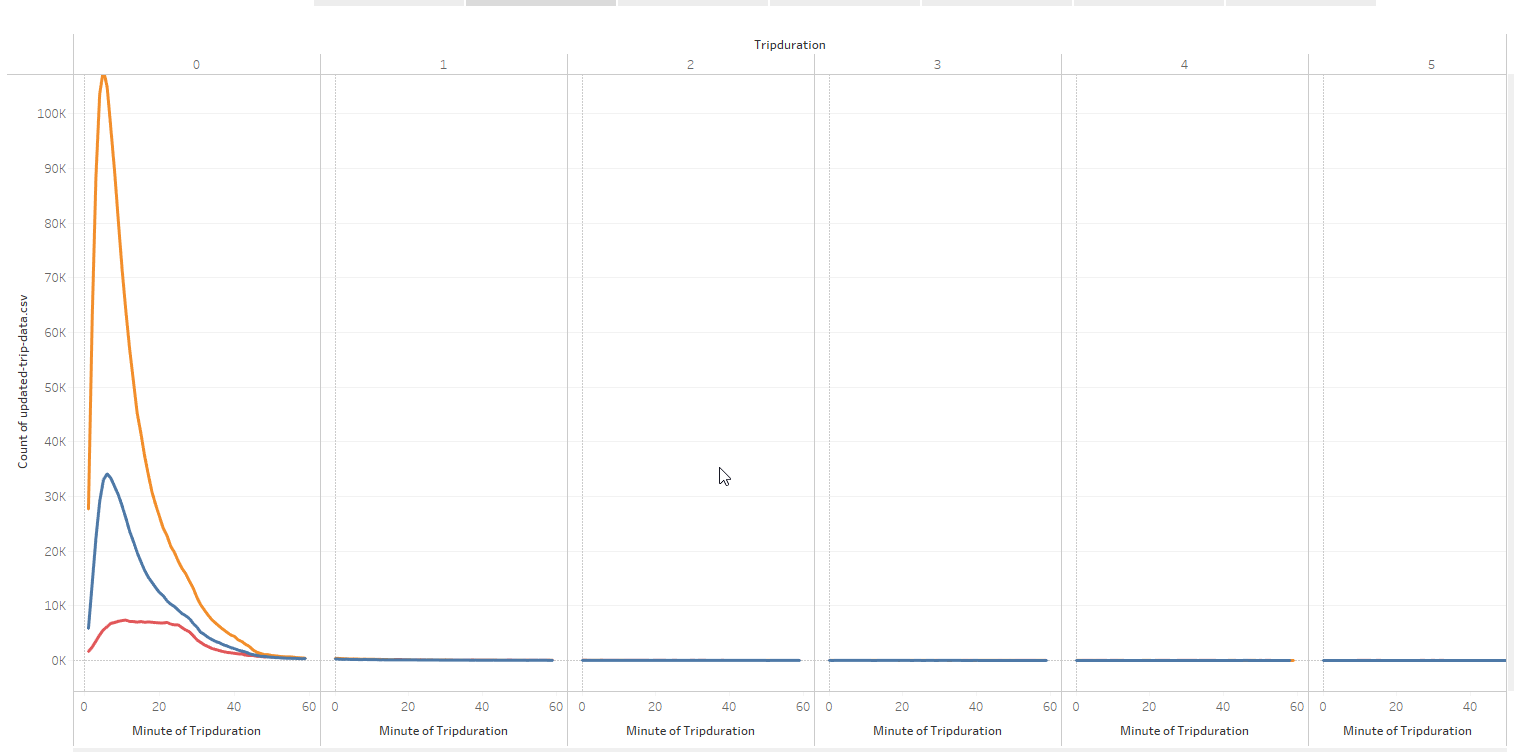 Tripduration
0 1 2 3 4 5
100K
90K
80K
70K
60K
50K
40K
30K
20K
10K
0K
Count of updated-trip-data.csv
0 20 40 60 0 20 40 60 0 20 40 60 0 20 40 60 0 20 40 60 0 20 40
Minute of Tripduration Minute of Tripduration Minute of Tripduration Minute of Tripduration Minute of Tripduration Minute of Tripduration